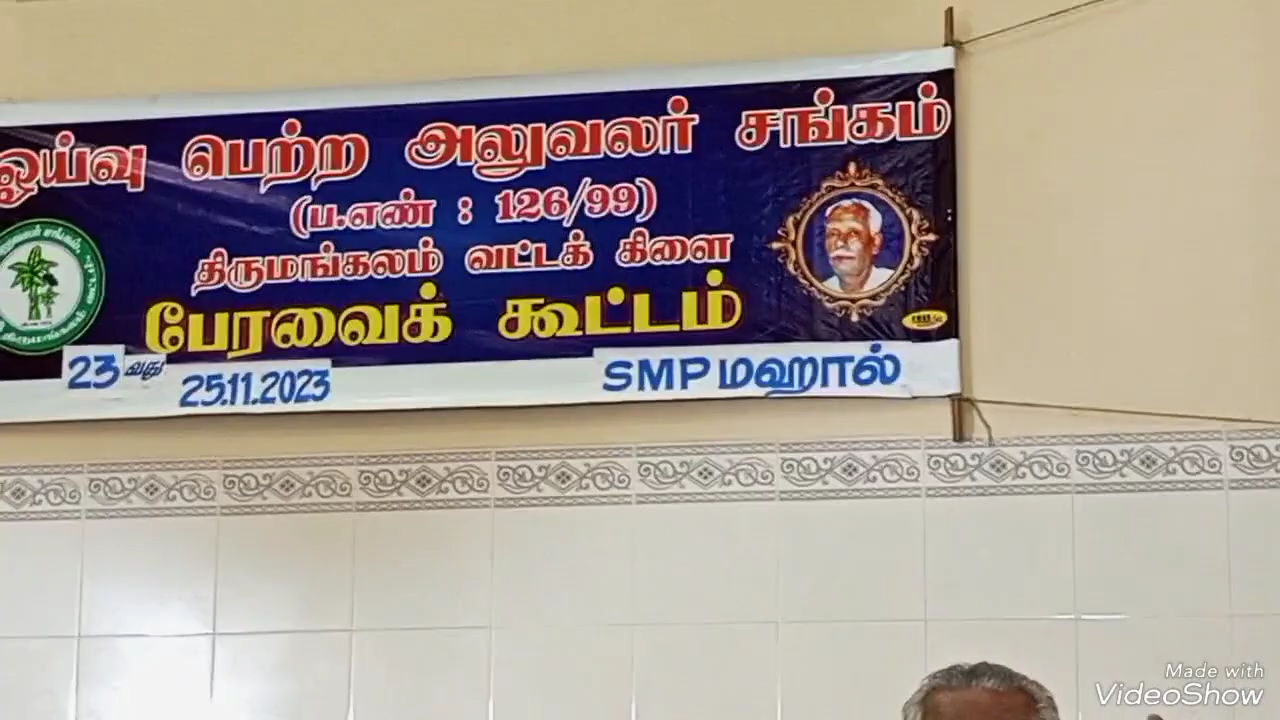 ஓய்வு பெற்ற அலுவலர் சங்கம்
(ப.எண் : 126/99)
திருமங்கலம் வட்டக் கிளை
பேரவைக் கூட்டம்
23 வது
25.11.2023
SMP மஹால்
Made with
VideoShow